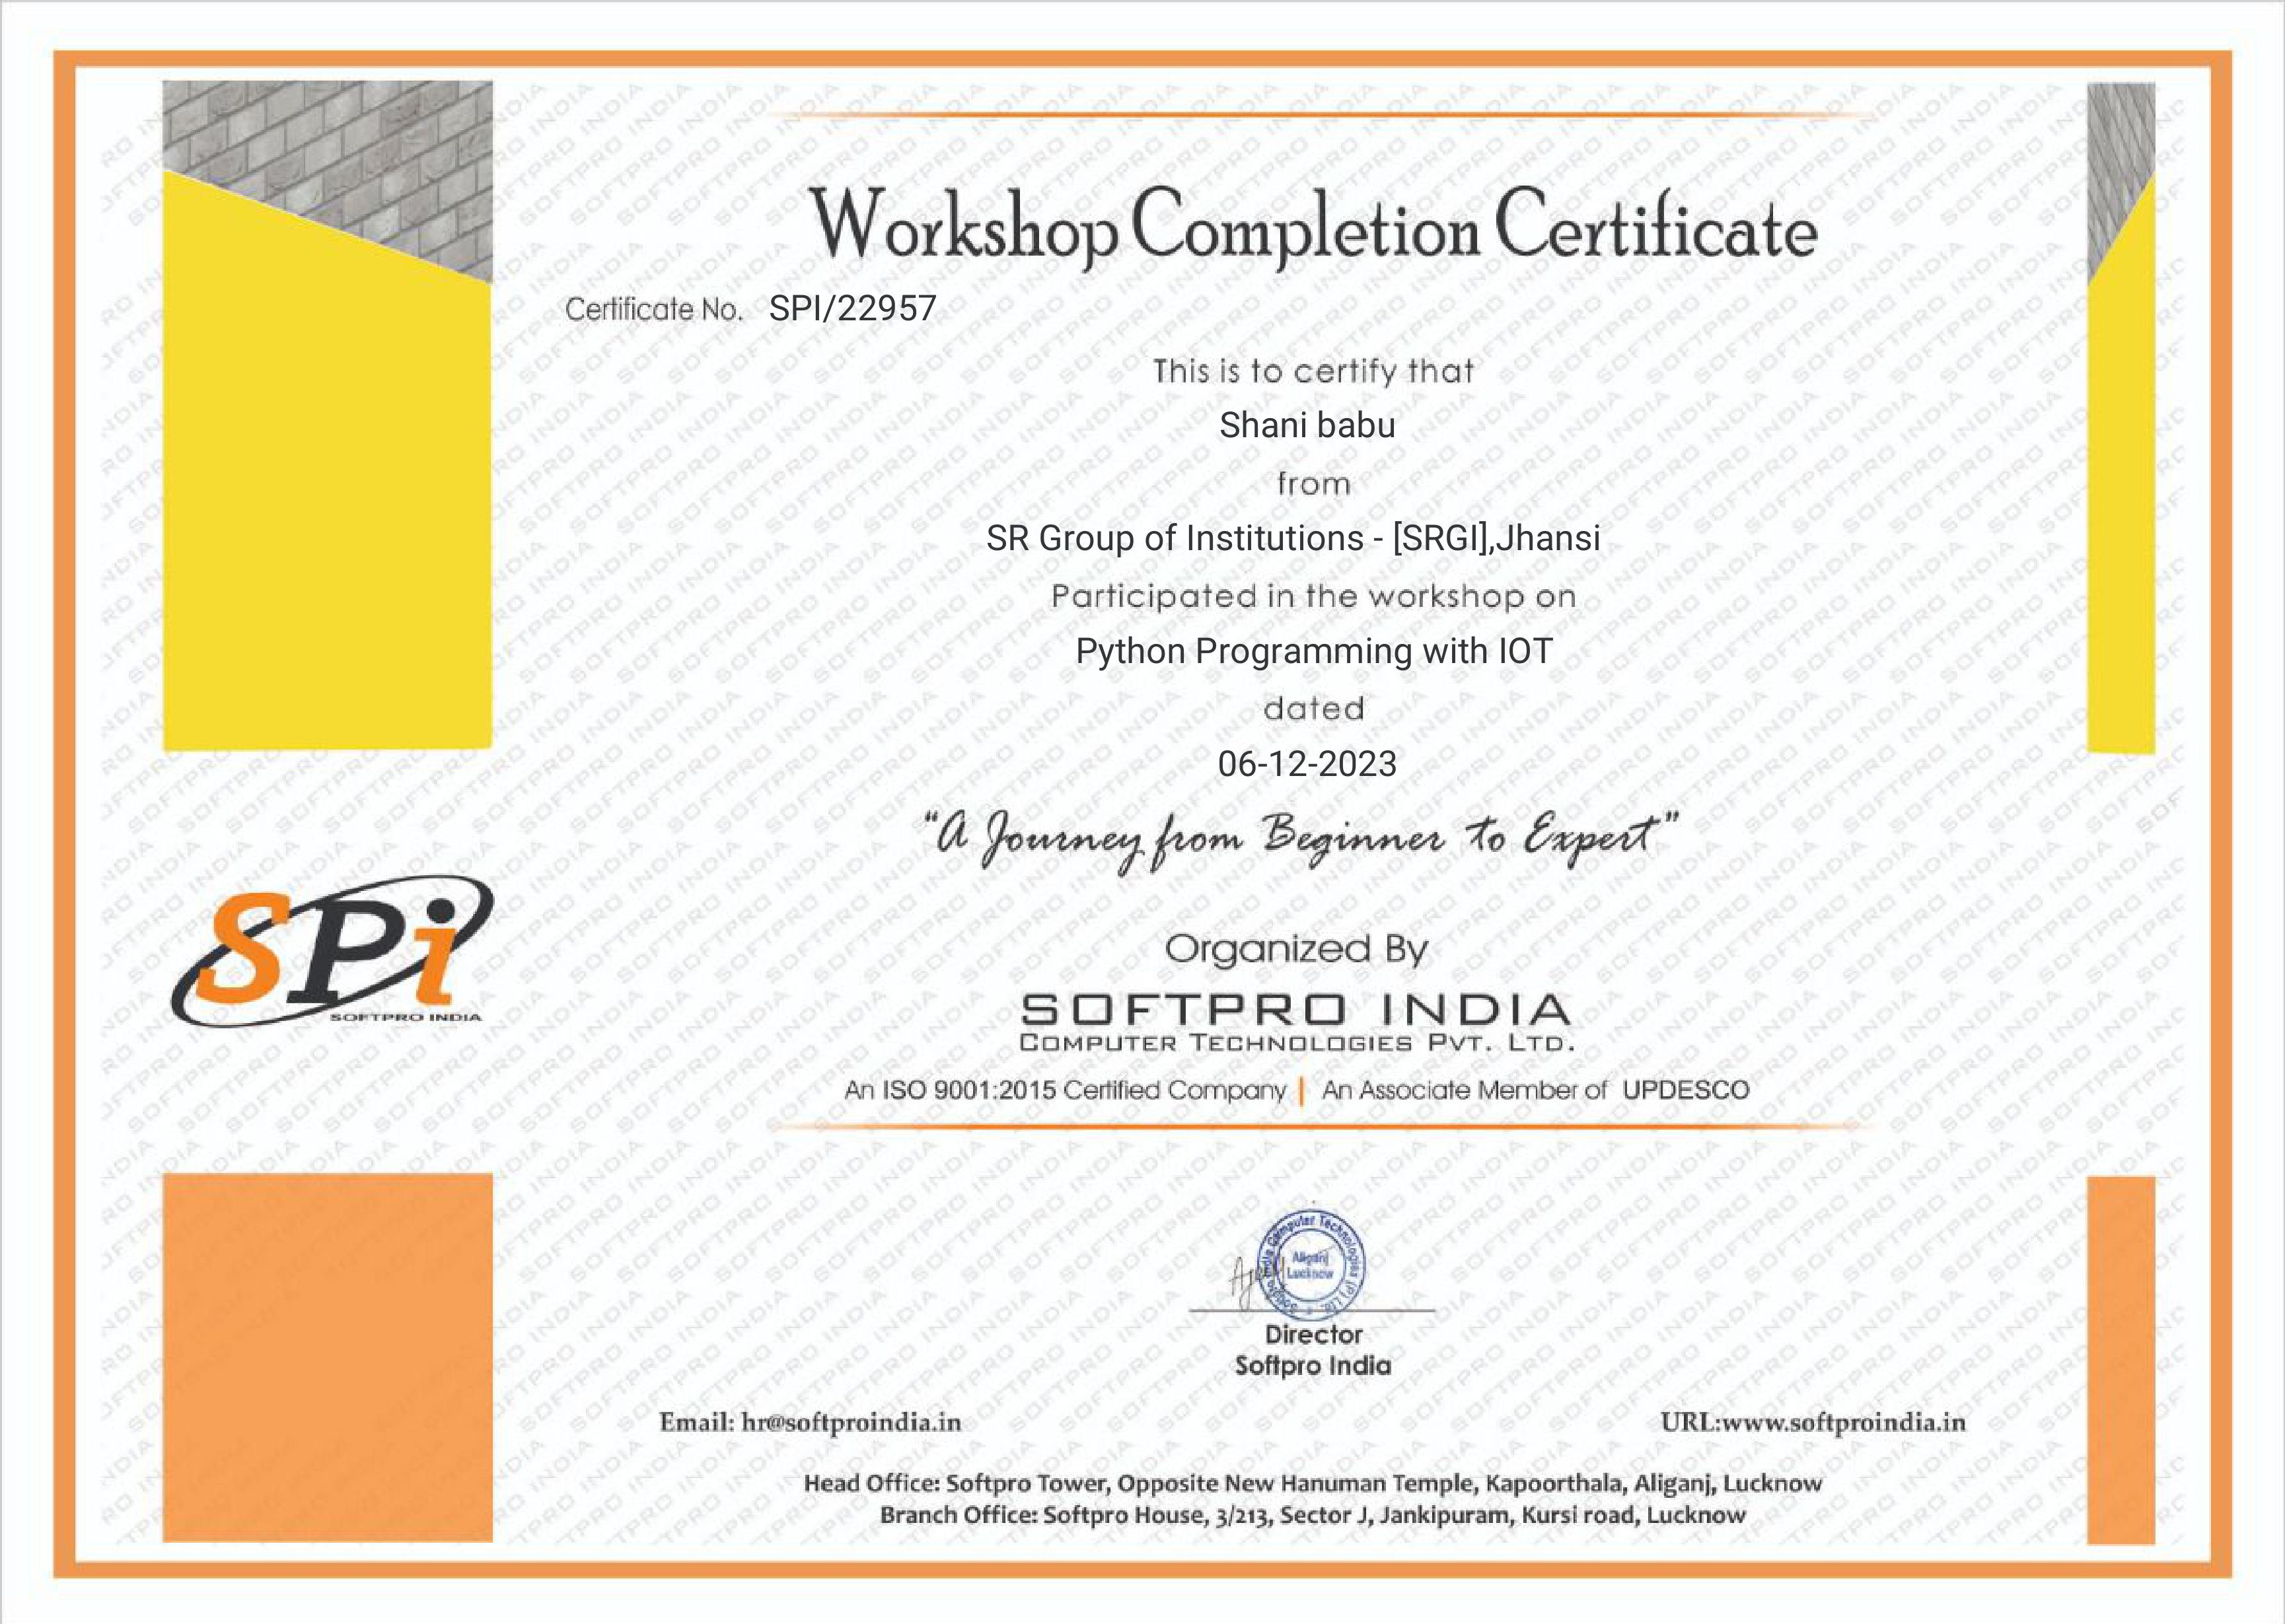 Workshop Completion Certificate
Certificate No. SPI/22957
This is to certify that
Shani babu
from
SR Group of Institutions - [SRGI],Jhansi
Participated in the workshop on
Python Programming with IOT
dated
06-12-2023
“A Journey from Beginner to Expert”
SPi
SOFTPRO INDIA
Organized By
SOFTPRO INDIA
COMPUTER TECHNOLOGIES PVT. LTD.
An ISO 9001:2015 Certified Company | An Associate Member of UPDESCO
Aliganj
Lucknow
Director
Softpro India
Email: hr@softproindia.in URL:www.softproindia.in
Head Office: Softpro Tower, Opposite New Hanuman Temple, Kapoorthala, Aliganj, Lucknow
Branch Office: Softpro House, 3/213, Sector J, Jankipuram, Kursi road, Lucknow